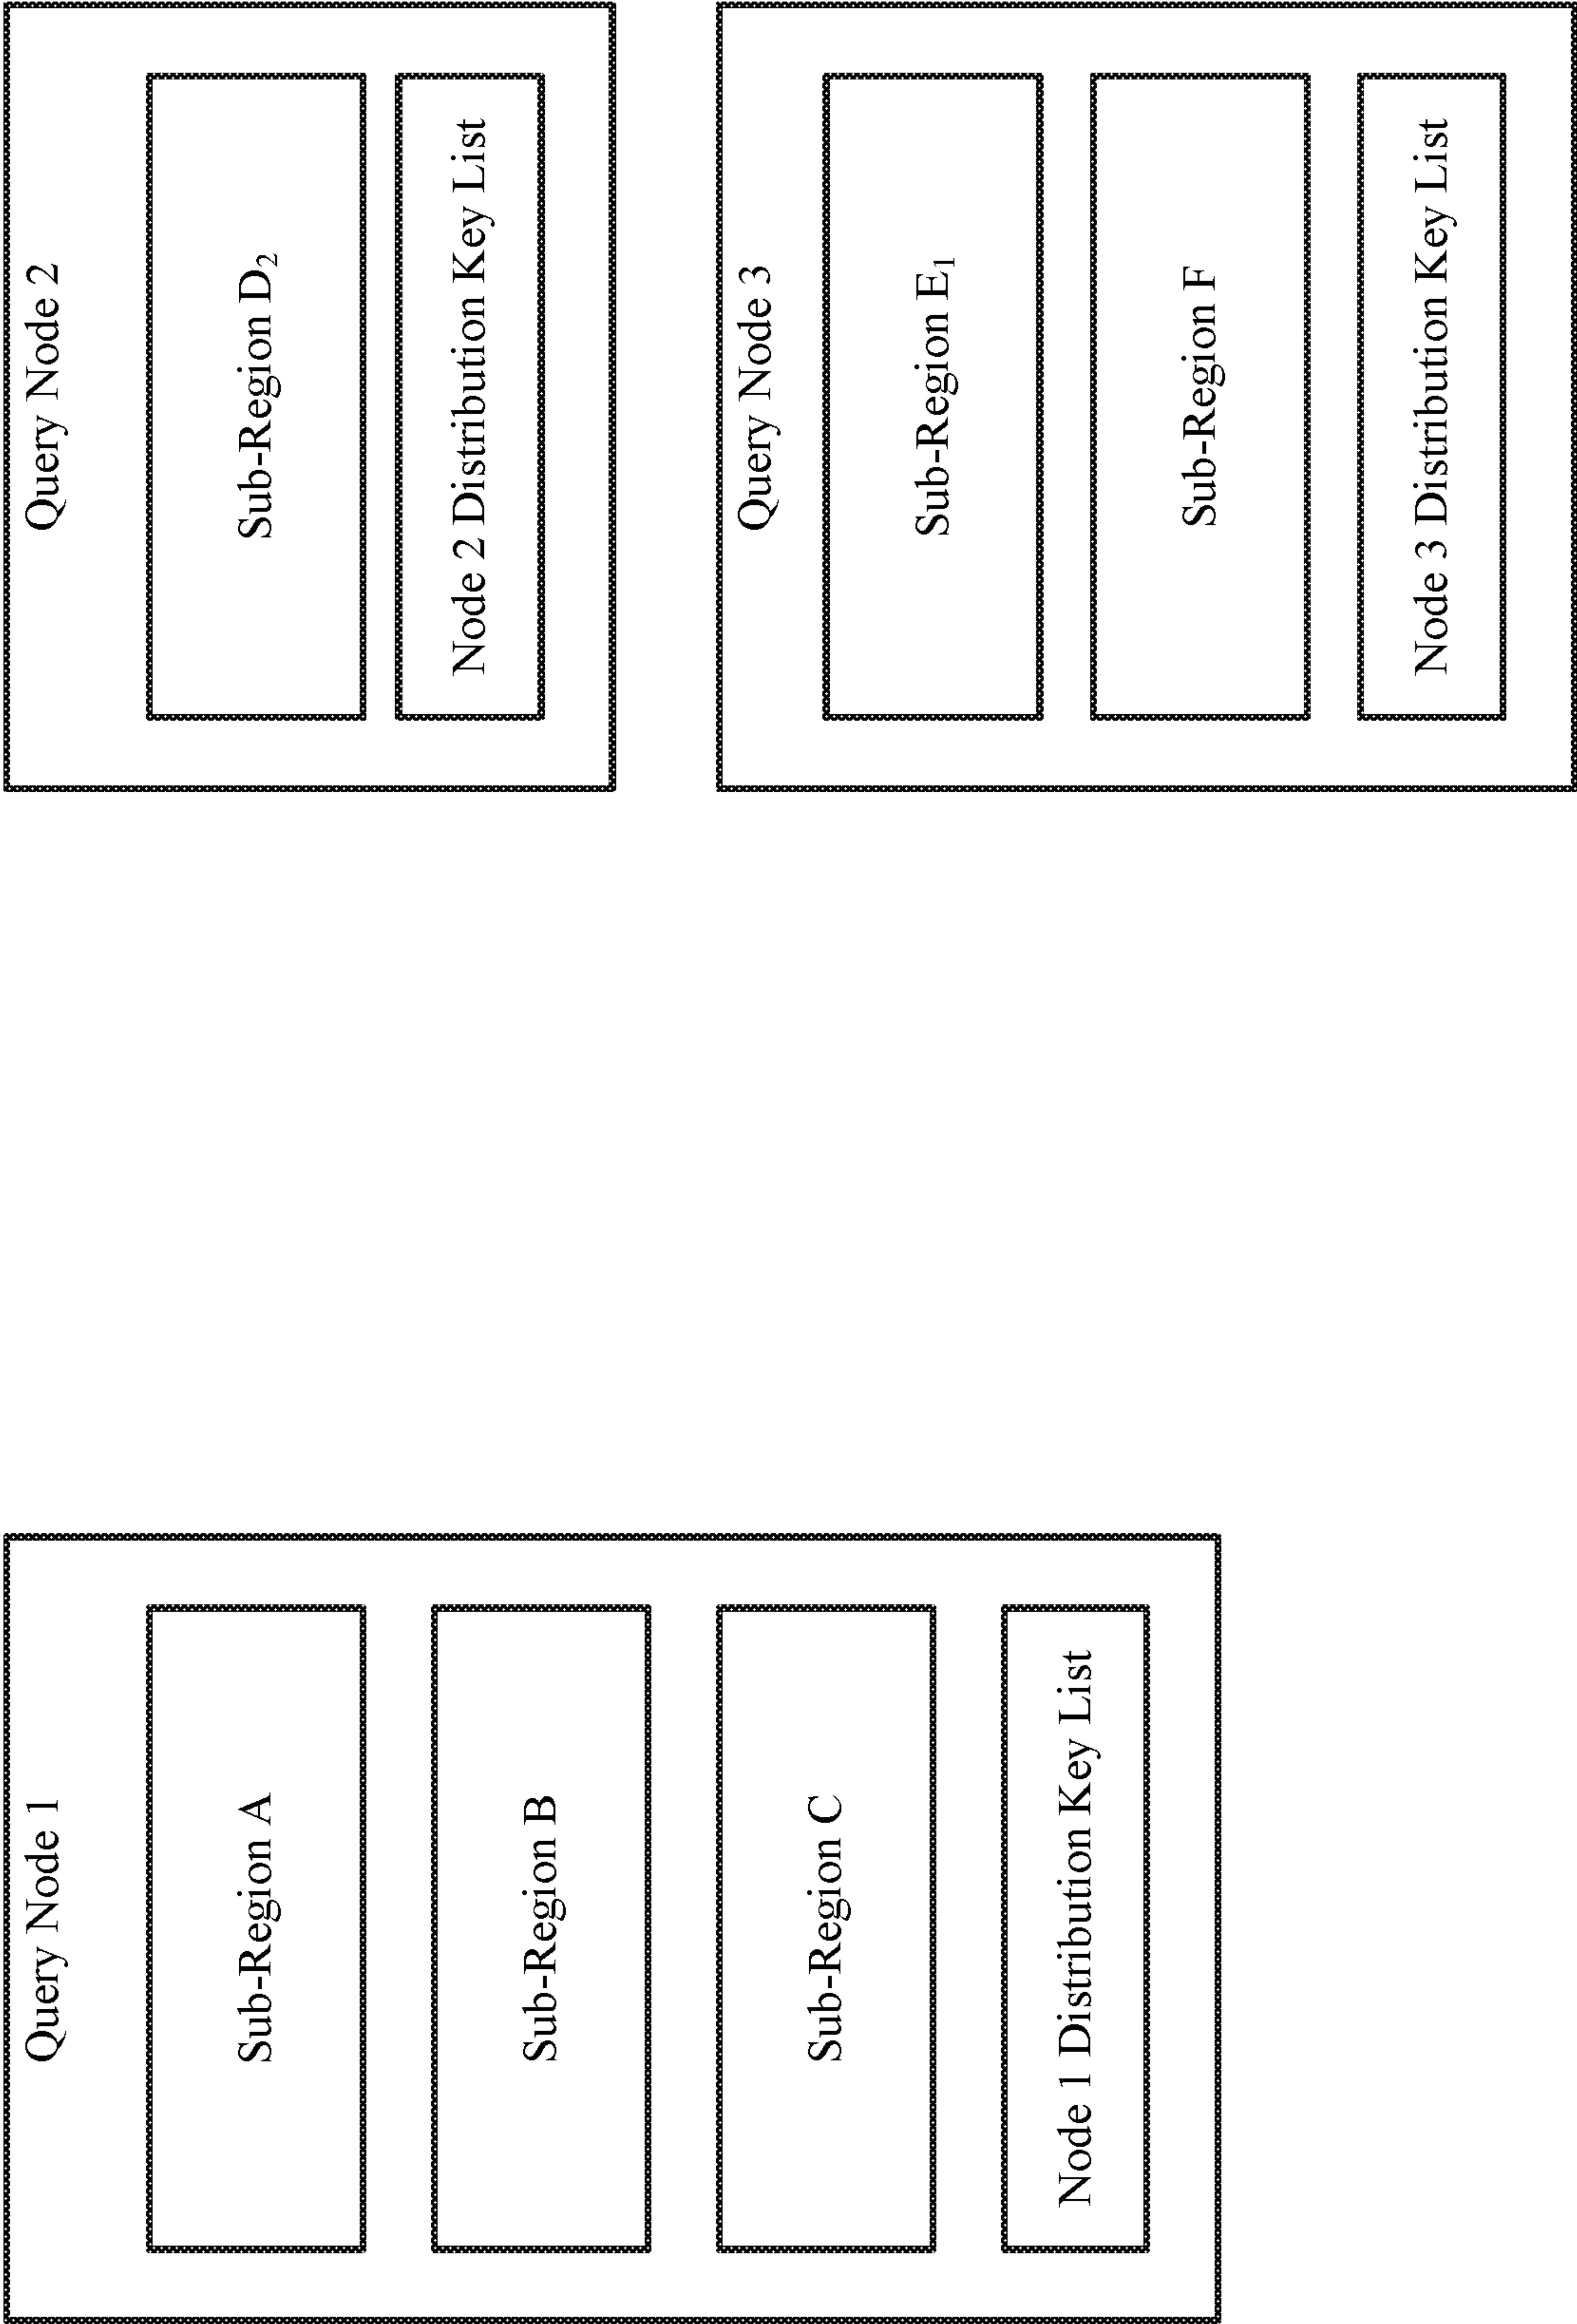 Query Node 1
Sub-Region A
Sub-Region B
Sub-Region C
Node 1 Distribution Key List
Query Node 2
Sub-Region D₂
Node 2 Distribution Key List
Query Node 3
Sub-Region E₁
Sub-Region F
Node 3 Distribution Key List